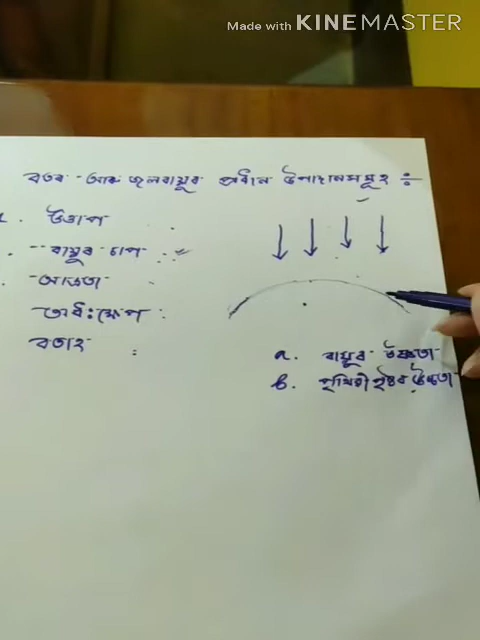 Made with KINEMASTER
বতৰ আৰু জলবায়ুৰ প্ৰধান উপাদানসমূহ ÷
উত্তাপ
বায়ুৰ চাপ
আৰ্দ্ৰতা
অধঃক্ষেপ :
বতাহ :
a. বায়ুৰ উষ্ণতা
b. পৃথিৱী পৃষ্ঠৰ উষ্ণতা